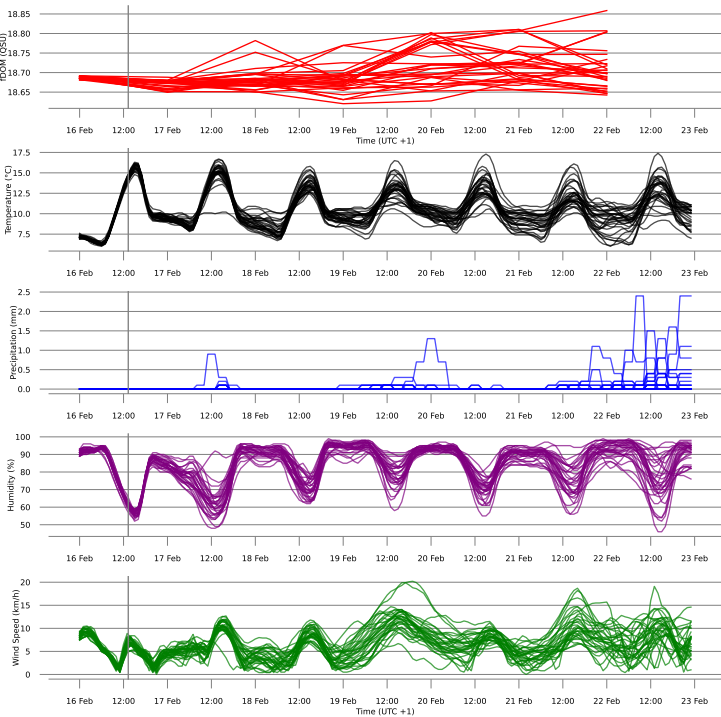 18.85
18.80
18.75
18.70
18.65
fDOM (QSU)
16 Feb 12:00 17 Feb 12:00 18 Feb 12:00 19 Feb 12:00 20 Feb 12:00 21 Feb 12:00 22 Feb 12:00 23 Feb
Time (UTC +1)
17.5
15.0
12.5
10.0
7.5
Temperature (°C)
16 Feb 12:00 17 Feb 12:00 18 Feb 12:00 19 Feb 12:00 20 Feb 12:00 21 Feb 12:00 22 Feb 12:00 23 Feb
2.5
2.0
1.5
1.0
0.5
0.0
Precipitation (mm)
16 Feb 12:00 17 Feb 12:00 18 Feb 12:00 19 Feb 12:00 20 Feb 12:00 21 Feb 12:00 22 Feb 12:00 23 Feb
100
90
80
70
60
50
Humidity (%)
16 Feb 12:00 17 Feb 12:00 18 Feb 12:00 19 Feb 12:00 20 Feb 12:00 21 Feb 12:00 22 Feb 12:00 23 Feb
20
15
10
5
0
Wind Speed (km/h)
16 Feb 12:00 17 Feb 12:00 18 Feb 12:00 19 Feb 12:00 20 Feb 12:00 21 Feb 12:00 22 Feb 12:00 23 Feb
Time (UTC +1)